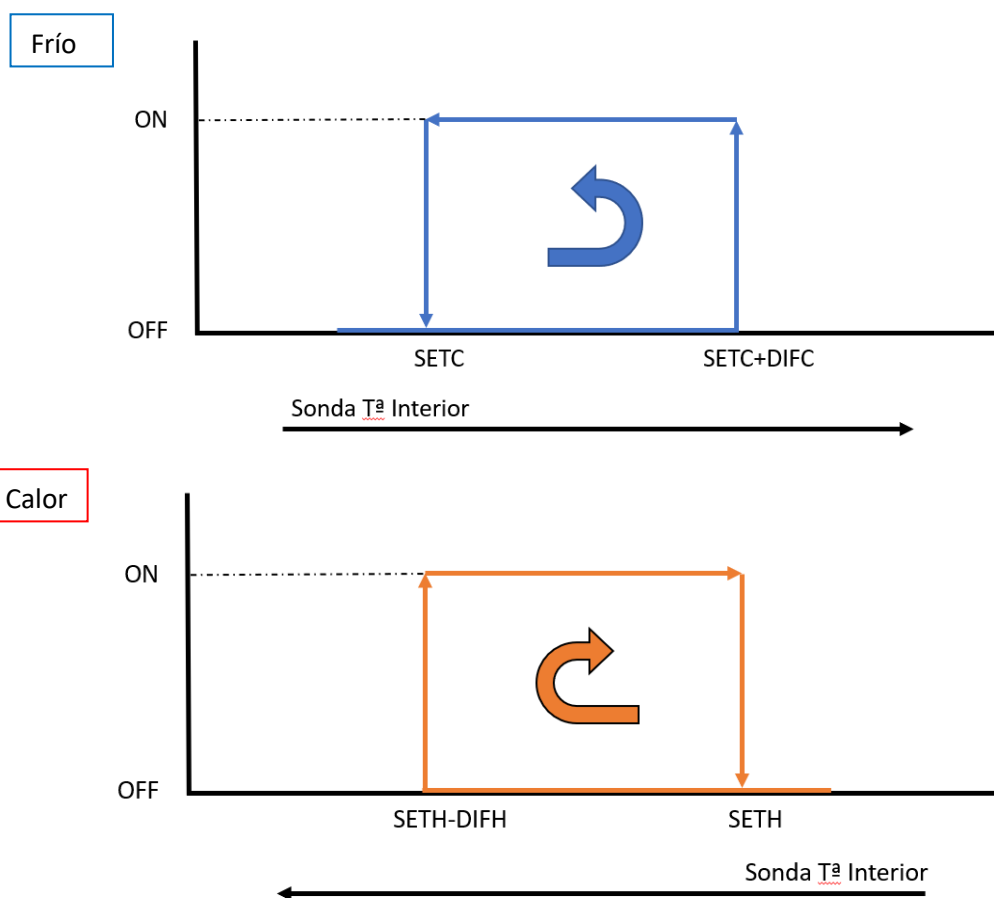 Frío
ON
OFF
SETC
SETC+DIFC
Sonda Tª Interior
Calor
ON
OFF
SETH-DIFH
SETH
Sonda Tª Interior